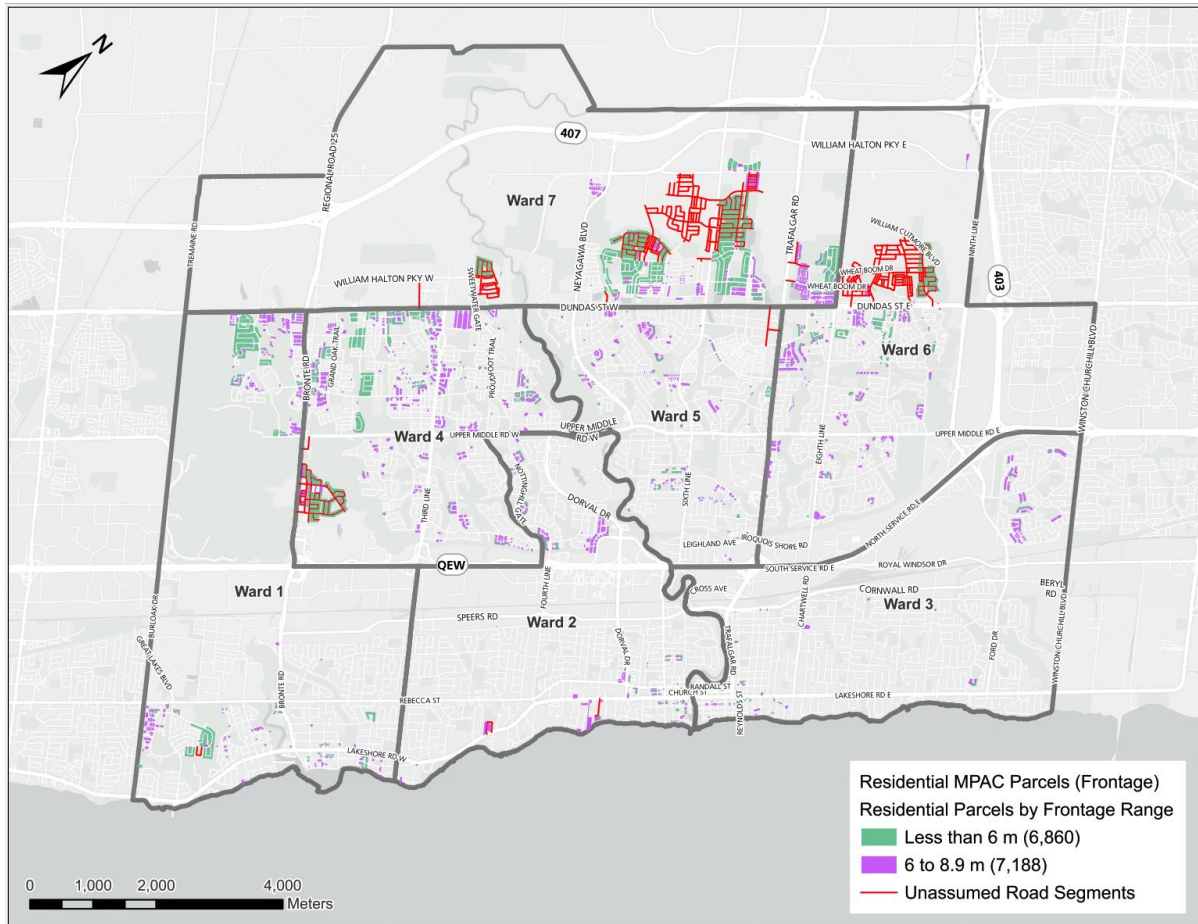 N
407
WILLIAM HALTON PKY E
REGIONAL ROAD 25
Ward 7
TREMAINE RD
NEYAGAWA BLVD
TRAFALGAR RD
WILLIAM CUTMORE BLVD
NINTH LINE
403
WILLIAM HALTON PKY W
SWEETWATER GATE
WHEAT BOOM DR
WHEAT BOOM DR
DUNDAS ST W
DUNDAS ST E
BRONTE RD
GRAND OAK TRAIL
PROUDFOOT TRAIL
Ward 6
WINSTON CHURCHILL BLVD
Ward 5
Ward 4
UPPER MIDDLE RD W
UPPER MIDDLE
RD W
UPPER MIDDLE RD E
EIGHTH LINE
THIRD LINE
NOTTINGHILL
GATE
SIXTH LINE
DORVAL DR
LEIGHLAND AVE
IROQUOIS SHORE RD
NORTH SERVICE RD E
QEW
SOUTH SERVICE RD E
ROYAL WINDSOR DR
Ward 1
FOURTH LINE
CROSS AVE
CORNWALL RD
BERYL
RD
BURLOAK DR
SPEERS RD
Ward 2
CHARTWELL RD
Ward 3
GREAT LAKES BLVD
BRONTE RD
DORVAL DR
TRAFALGAR RD
FORD DR
WINSTON CHURCHILL BLVD
REBECCA ST
RANDALL ST
CHURCH ST
REYNOLDS ST
LAKESHORE RD E
LAKESHORE RD W
Residential MPAC Parcels (Frontage)
Residential Parcels by Frontage Range
Less than 6 m (6,860)
6 to 8.9 m (7,188)
Unassumed Road Segments
0 1,000 2,000 4,000
Meters